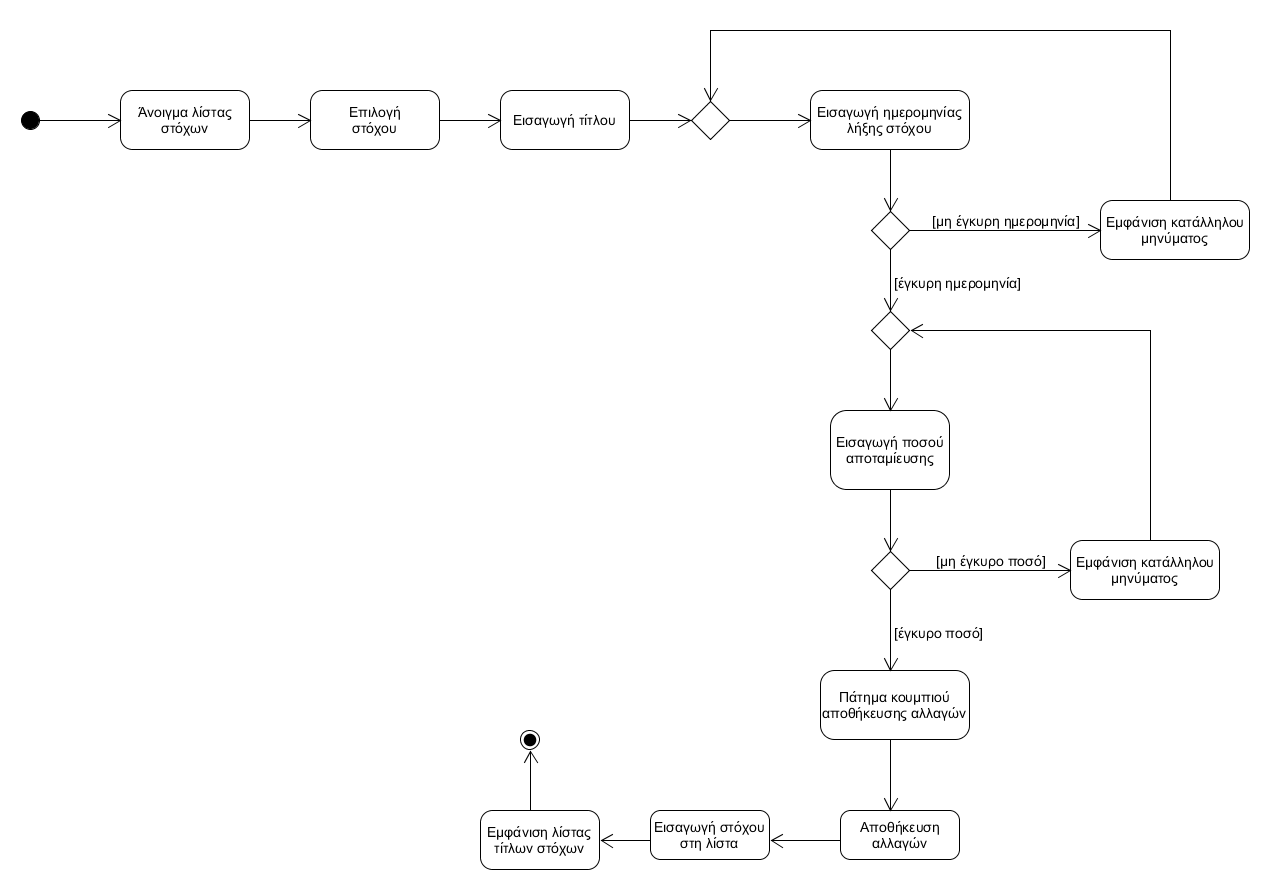 Άνοιγμα λίστας
στόχων
Επιλογή
στόχου
Εισαγωγή τίτλου
Εισαγωγή ημερομηνίας
λήξης στόχου
[μη έγκυρη ημερομηνία]
Εμφάνιση κατάλληλου
μηνύματος
[έγκυρη ημερομηνία]
Εισαγωγή ποσού
αποταμίευσης
[μη έγκυρο ποσό]
Εμφάνιση κατάλληλου
μηνύματος
[έγκυρο ποσό]
Πάτημα κουμπιού
αποθήκευσης αλλαγών
Αποθήκευση
αλλαγών
Εισαγωγή στόχου
στη λίστα
Εμφάνιση λίστας
τίτλων στόχων